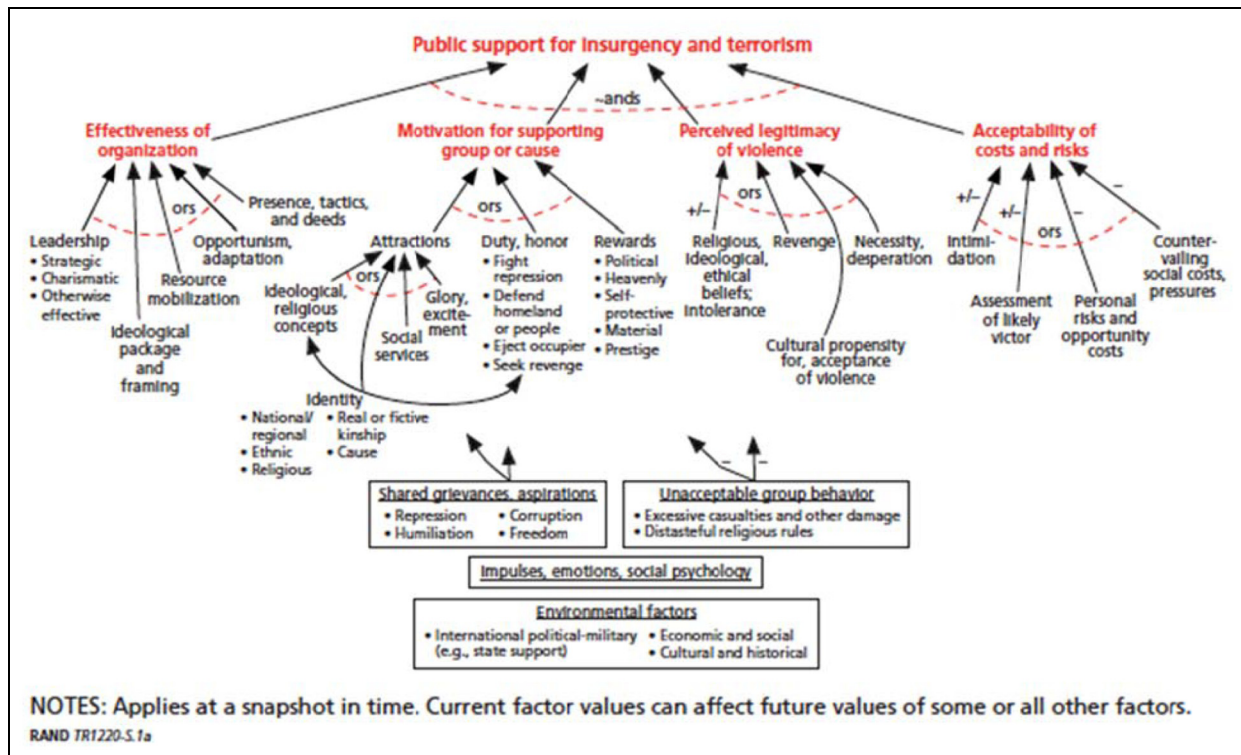 Public support for insurgency and terrorism
~ands
Effectiveness of
organization
Motivation for supporting
group or cause
Perceived legitimacy
of violence
Acceptability of
costs and risks
ors
Leadership
• Strategic
• Charismatic
• Otherwise
effective
Ideological
package
and
framing
Resource
mobilization
Opportunism,
adaptation
Presence, tactics,
and deeds
ors
Attractions
ors
Ideological,
religious
concepts
Social
services
Glory,
excite-
ment
Duty, honor
• Fight
repression
• Defend
homeland
or people
• Eject occupier
• Seek revenge
Rewards
• Political
• Heavenly
• Self-
protective
• Material
• Prestige
Identity
• National/
regional
• Ethnic
• Religious
• Real or fictive
kinship
• Cause
ors
+/–
Religious,
ideological,
ethical
beliefs;
intolerance
Revenge
Cultural propensity
for, acceptance
of violence
Necessity,
desperation
ors
+/–
+/–
–
–
Intimi-
dation
Assessment
of likely
victor
Personal
risks and
opportunity
costs
Counter-
vailing
social costs,
pressures
Shared grievances, aspirations
• Repression
• Humiliation
• Corruption
• Freedom
–
–
Unacceptable group behavior
• Excessive casualties and other damage
• Distasteful religious rules
Impulses, emotions, social psychology
Environmental factors
• International political-military
(e.g., state support)
• Economic and social
• Cultural and historical
NOTES: Applies at a snapshot in time. Current factor values can affect future values of some or all other factors.
RAND TR1220-S.1a